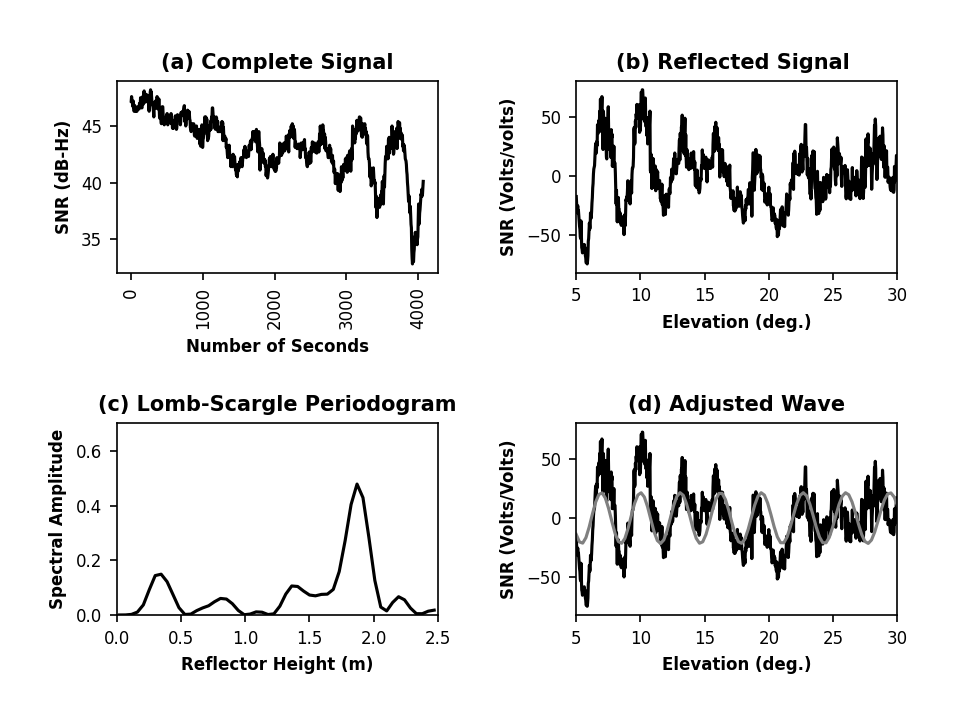 (a) Complete Signal
SNR (dB-Hz)
45
40
35
0
1000
2000
3000
4000
Number of Seconds
(b) Reflected Signal
SNR (Volts/volts)
50
0
−50
5 10 15 20 25 30
Elevation (deg.)
(c) Lomb-Scargle Periodogram
Spectral Amplitude
0.6
0.4
0.2
0.0
0.0 0.5 1.0 1.5 2.0 2.5
Reflector Height (m)
(d) Adjusted Wave
SNR (Volts/Volts)
50
0
−50
5 10 15 20 25 30
Elevation (deg.)